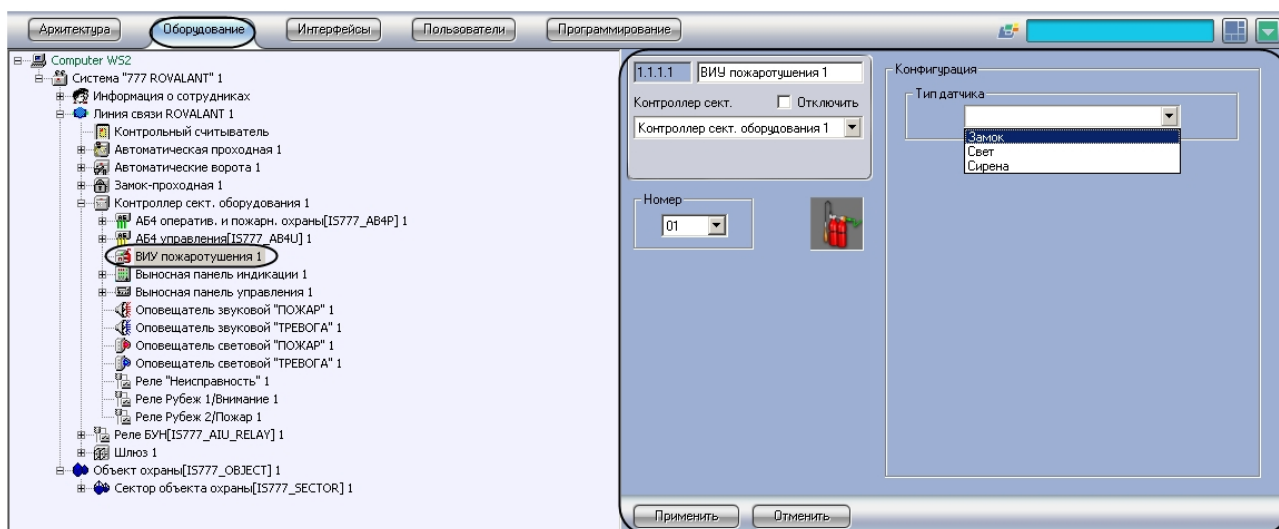 Архитектура Оборудование Интерфейсы Пользователи Программирование
Computer WS2
Система "777 ROVALANT" 1
Информация о сотрудниках
Линия связи ROVALANT 1
Контрольный считыватель
Автоматическая проходная 1
Автоматические ворота 1
Замок-проходная 1
Контроллер сект. оборудования 1
АБ4 оператив. и пожарн. охраны[IS777_AB4P] 1
АБ4 управления[IS777_AB4U] 1
ВИУ пожаротушения 1
Выносная панель индикации 1
Выносная панель управления 1
Оповещатель звуковой "ПОЖАР" 1
Оповещатель звуковой "ТРЕВОГА" 1
Оповещатель световой "ПОЖАР" 1
Оповещатель световой "ТРЕВОГА" 1
Реле "Неисправность" 1
Реле Рубеж 1/Внимание 1
Реле Рубеж 2/Пожар 1
Реле БУН[IS777_AIU_RELAY] 1
Шлюз 1
Объект охраны[IS777_OBJECT] 1
Сектор объекта охраны[IS777_SECTOR] 1
1.1.1.1 ВИУ пожаротушения 1
Контроллер сект. Отключить
Контроллер сект. оборудования 1
Номер
01
Конфигурация
Тип датчика
Замок
Свет
Сирена
Применить Отменить